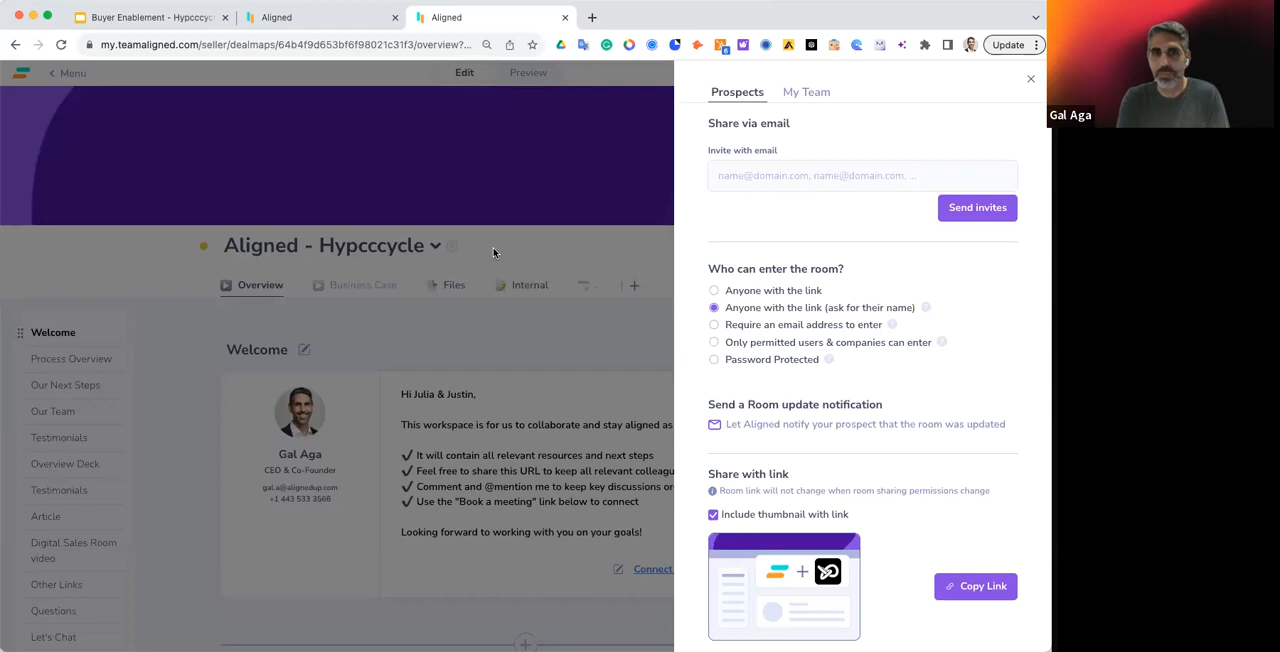 Buyer Enablement - Hypcccyc
Aligned
Aligned
my.teamaligned.com/seller/dealmaps/64b4f9d653bf6f98021c31f3/overview?...
6
Update
Menu
Edit
Preview
Prospects
My Team
Gal Aga
Share via email
Invite with email
name@domain.com, name@domain.com, ...
Send invites
Aligned - Hypcccycle
Who can enter the room?
Overview
Business Case
Files
Internal
Anyone with the link
Anyone with the link (ask for their name)
Require an email address to enter
Only permitted users & companies can enter
Password Protected
Welcome
Process Overview
Our Next Steps
Our Team
Testimonials
Overview Deck
Testimonials
Article
Digital Sales Room
video
Other Links
Questions
Let's Chat
Welcome
Gal Aga
CEO & Co-Founder
gal.a@alignedup.com
+1 443 533 3566
Hi Julia & Justin,
This workspace is for us to collaborate and stay aligned as
✓ It will contain all relevant resources and next steps
✓ Feel free to share this URL to keep all relevant colleagu
✓ Comment and @mention me to keep key discussions or
✓ Use the "Book a meeting" link below to connect
Looking forward to working with you on your goals!
Connect
Send a Room update notification
Let Aligned notify your prospect that the room was updated
Share with link
Room link will not change when room sharing permissions change
Include thumbnail with link
Copy Link